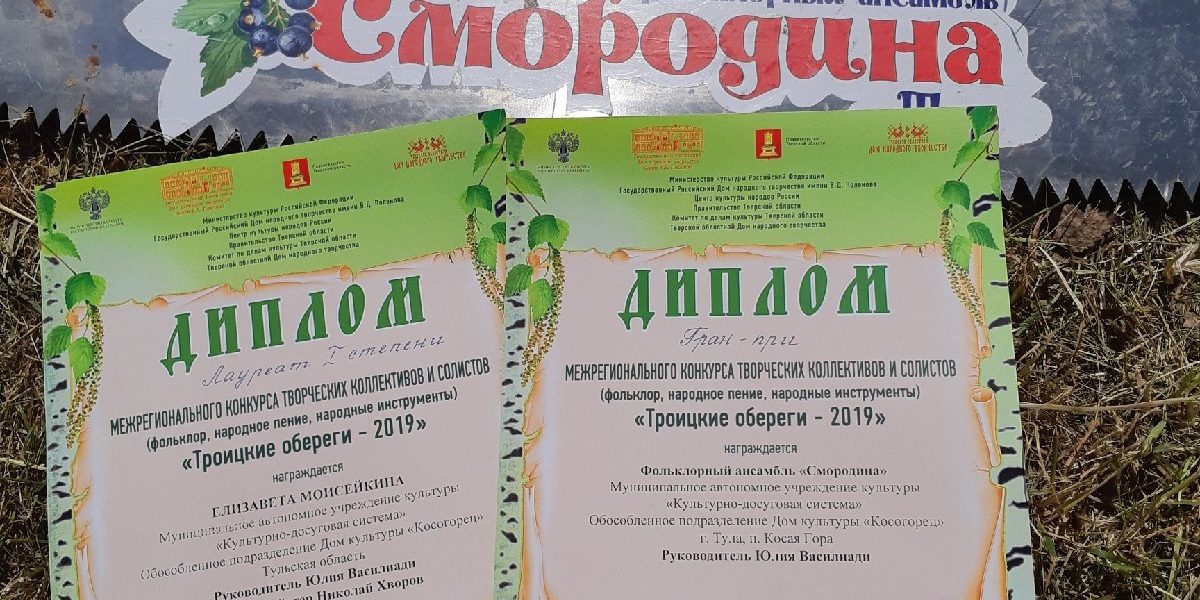 ансамбль
Смородина
Министерство культуры Российской Федерации
Государственный Российский Дом народного творчества имени В.Д. Поленова
Центр культуры народов России
Правительство Тверской области
Комитет по делам культуры Тверской области
Тверской областной Дом народного творчества
ДИПЛОМ
Лауреат I степени
МЕЖРЕГИОНАЛЬНОГО КОНКУРСА ТВОРЧЕСКИХ КОЛЛЕКТИВОВ И СОЛИСТОВ
(фольклор, народное пение, народные инструменты)
«Троицкие обереги - 2019»
награждается
ЕЛИЗАВЕТА МОИСЕЙКИНА
Муниципальное автономное учреждение культуры
«Культурно-досуговая система»
Обособленное подразделение Дом культуры «Косогорец»
Тульская область
Руководитель Юлия Василиади
Николай Хворов
Министерство культуры Российской Федерации
Государственный Российский Дом народного творчества имени В.Д. Поленова
Центр культуры народов России
Правительство Тверской области
Комитет по делам культуры Тверской области
Тверской областной Дом народного творчества
ДИПЛОМ
Гран-при
МЕЖРЕГИОНАЛЬНОГО КОНКУРСА ТВОРЧЕСКИХ КОЛЛЕКТИВОВ И СОЛИСТОВ
(фольклор, народное пение, народные инструменты)
«Троицкие обереги - 2019»
награждается
Фольклорный ансамбль «Смородина»
Муниципальное автономное учреждение культуры
«Культурно-досуговая система»
Обособленное подразделение Дом культуры «Косогорец»
г. Тула, п. Косая Гора
Руководитель Юлия Василиади